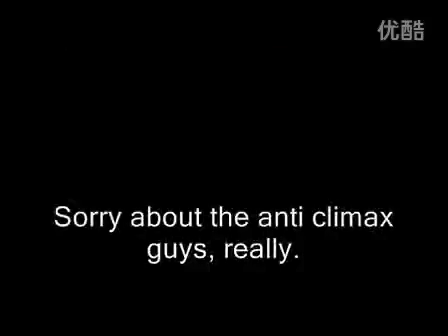 优酷
Sorry about the anti climax
guys, really.